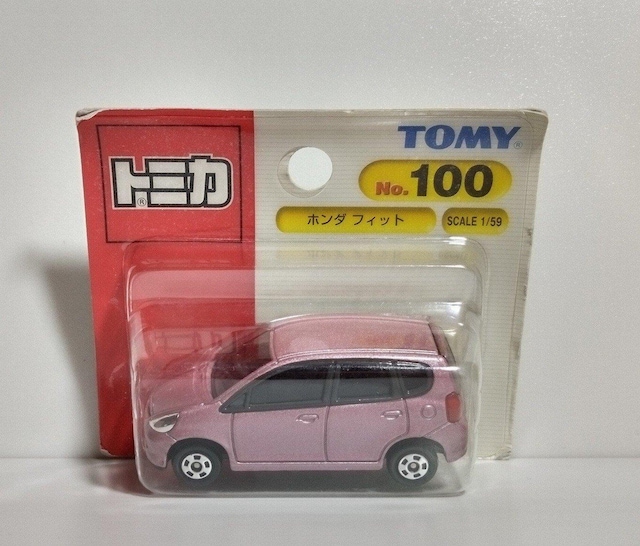 トミカ®
TOMY®
No.100
ホンダ フィット
SCALE 1/59